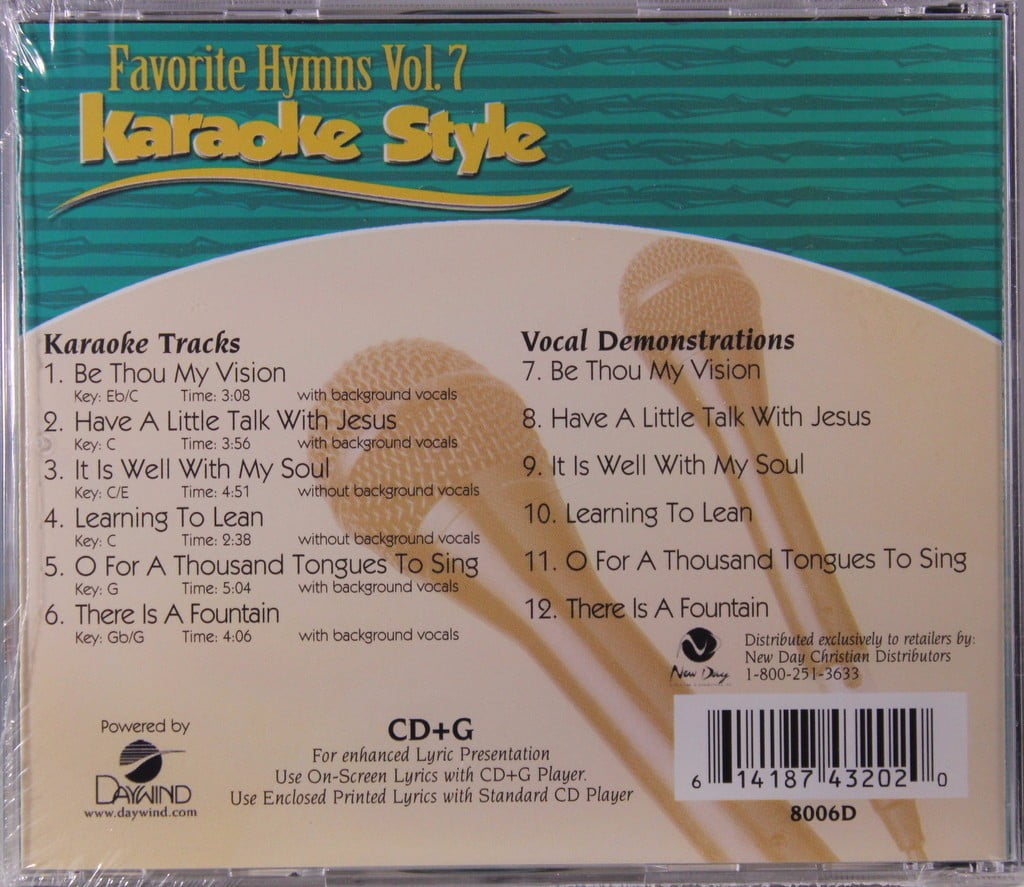 Favorite Hymns Vol. 7
Karaoke Style
Karaoke Tracks
1. Be Thou My Vision
Key: Eb/C Time: 3:08 with background vocals
2. Have A Little Talk With Jesus
Key: C Time: 3:56 with background vocals
3. It Is Well With My Soul
Key: C/E Time: 4:51 without background vocals
4. Learning To Lean
Key: C Time: 2:38 without background vocals
5. O For A Thousand Tongues To Sing
Key: G Time: 5:04 with background vocals
6. There Is A Fountain
Key: Gb/G Time: 4:06 with background vocals
Vocal Demonstrations
7. Be Thou My Vision
8. Have A Little Talk With Jesus
9. It Is Well With My Soul
10. Learning To Lean
11. O For A Thousand Tongues To Sing
12. There Is A Fountain
New Day
Distributed exclusively to retailers by:
New Day Christian Distributors
1-800-251-3633
Powered by
DAYWIND
www.daywind.com
CD+G
For enhanced Lyric Presentation
Use On-Screen Lyrics with CD+G Player.
Use Enclosed Printed Lyrics with Standard CD Player
6 14187 43202 0
8006D